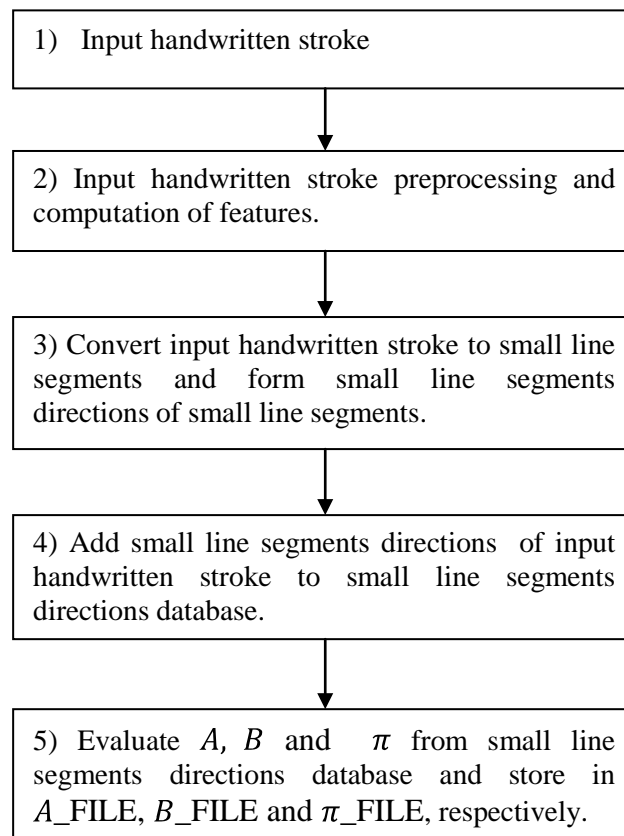 1) Input handwritten stroke
2) Input handwritten stroke preprocessing and
computation of features.
3) Convert input handwritten stroke to small line
segments and form small line segments
directions of small line segments.
4) Add small line segments directions of input
handwritten stroke to small line segments
directions database.
5) Evaluate A, B and π from small line
segments directions database and store in
A_FILE, B_FILE and π_FILE, respectively.